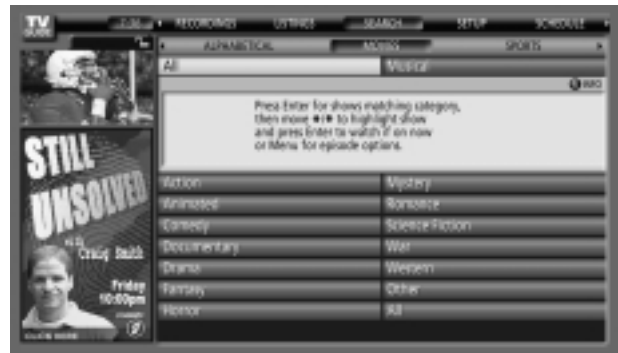 TV
GUIDE
RECORDINGS LISTINGS SEARCH SETUP SCHEDULE
ALPHABETICAL MOVIES SPORTS
All Musical
INFO
Press Enter for shows matching category,
then move to highlight show
and press Enter to watch if on now
or Menu for episode options.
Action Mystery
Animated Romance
Comedy Science Fiction
Documentary War
Drama Western
Fantasy Other
Horror All
STILL
UNSOLVED
with
Craig Smith
Friday
10:00pm